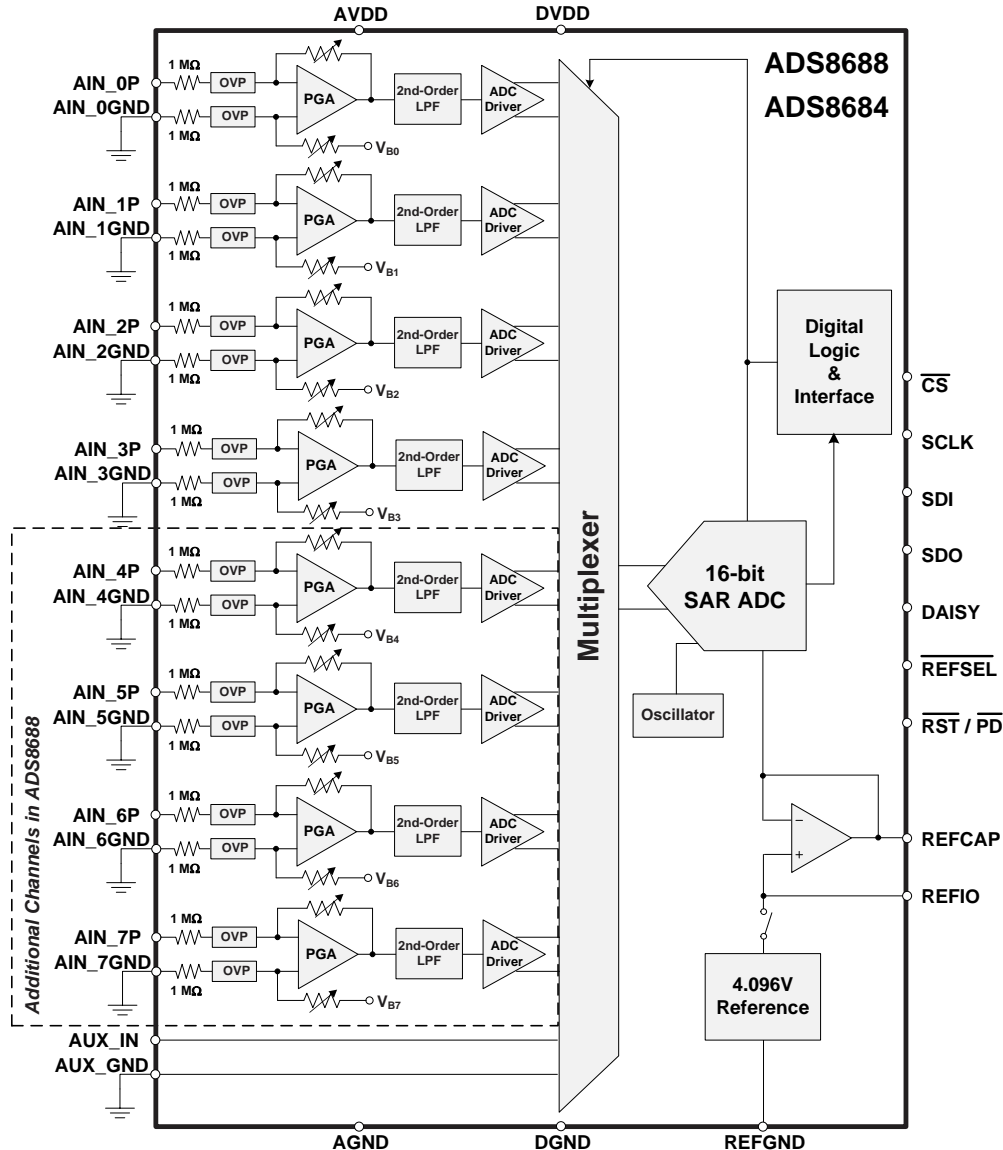 AVDD
DVDD
ADS8688
ADS8684
AIN_0P
AIN_0GND
1 MΩ
OVP
OVP
1 MΩ
PGA
2nd-Order
LPF
ADC
Driver
VB0
AIN_1P
AIN_1GND
1 MΩ
OVP
OVP
1 MΩ
PGA
2nd-Order
LPF
ADC
Driver
VB1
AIN_2P
AIN_2GND
1 MΩ
OVP
OVP
1 MΩ
PGA
2nd-Order
LPF
ADC
Driver
VB2
AIN_3P
AIN_3GND
1 MΩ
OVP
OVP
1 MΩ
PGA
2nd-Order
LPF
ADC
Driver
VB3
Additional Channels in ADS8688
AIN_4P
AIN_4GND
1 MΩ
OVP
OVP
1 MΩ
PGA
2nd-Order
LPF
ADC
Driver
VB4
AIN_5P
AIN_5GND
1 MΩ
OVP
OVP
1 MΩ
PGA
2nd-Order
LPF
ADC
Driver
VB5
AIN_6P
AIN_6GND
1 MΩ
OVP
OVP
1 MΩ
PGA
2nd-Order
LPF
ADC
Driver
VB6
AIN_7P
AIN_7GND
1 MΩ
OVP
OVP
1 MΩ
PGA
2nd-Order
LPF
ADC
Driver
VB7
AUX_IN
AUX_GND
Multiplexer
Digital
Logic
&
Interface
16-bit
SAR ADC
Oscillator
−
+
4.096V
Reference
CS
SCLK
SDI
SDO
DAISY
REFSEL
RST / PD
REFCAP
REFIO
AGND
DGND
REFGND